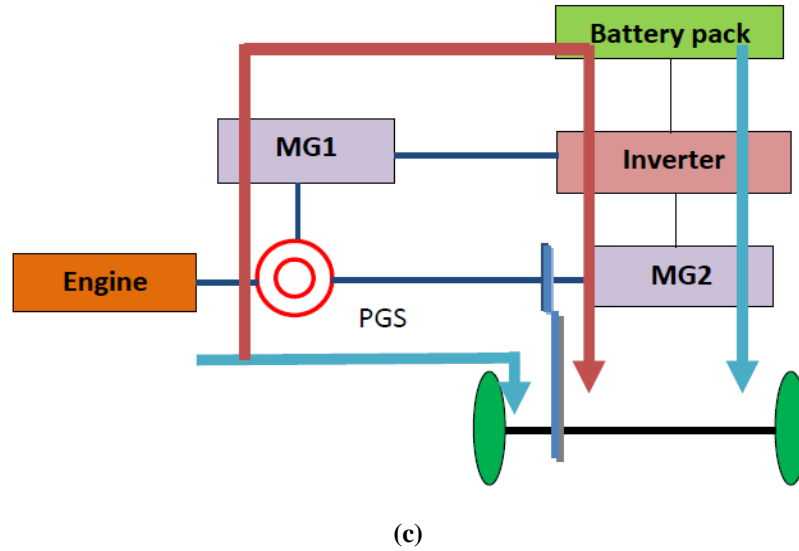 Battery pack
MG1
Inverter
Engine
MG2
PGS
(c)